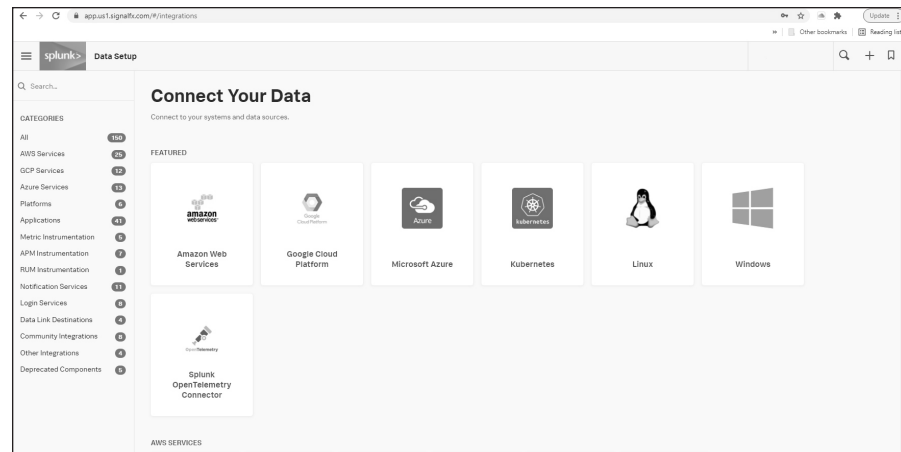 app.us1.signalfx.com/#/integrations
Update
Other bookmarks
Reading list
splunk>
Data Setup
Search...
CATEGORIES
All 150
AWS Services 25
GCP Services 12
Azure Services 13
Platforms 6
Applications 41
Metric Instrumentation 5
APM Instrumentation 7
RUM Instrumentation 1
Notification Services 11
Login Services 8
Data Link Destinations 4
Community Integrations 8
Other Integrations 4
Deprecated Components 5
Connect Your Data
Connect to your systems and data sources.
FEATURED
amazon
webservices
Amazon Web
Services
Google
Cloud Platform
Google Cloud
Platform
Azure
Microsoft Azure
kubernetes
Kubernetes
Linux
Windows
OpenTelemetry
Splunk
OpenTelemetry
Connector
AWS SERVICES